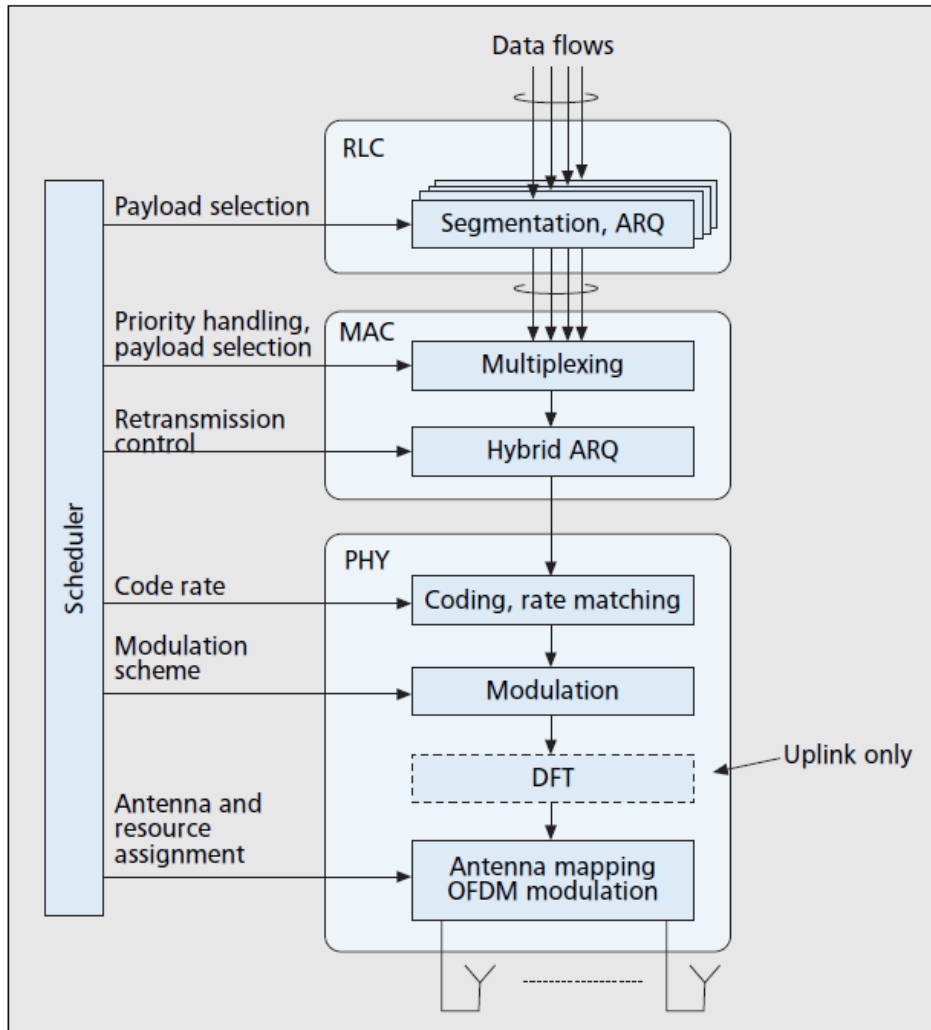 Data flows
RLC
Payload selection
Segmentation, ARQ
Priority handling,
payload selection
MAC
Multiplexing
Retransmission
control
Hybrid ARQ
PHY
Scheduler
Code rate
Coding, rate matching
Modulation
scheme
Modulation
Uplink only
DFT
Antenna and
resource
assignment
Antenna mapping
OFDM modulation